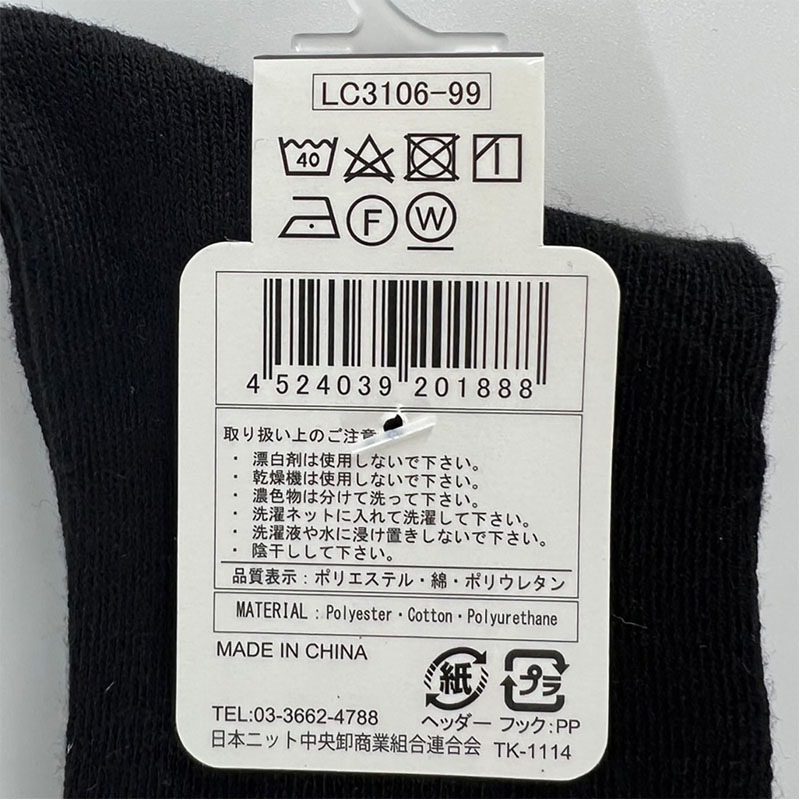 LC3106-99
40
F
W
4 524039 201888
取り扱い上のご注意
・漂白剤は使用しないで下さい。
・乾燥機は使用しないで下さい。
・濃色物は分けて洗って下さい。
・洗濯ネットに入れて洗濯して下さい。
・洗濯液や水に浸け置きしないで下さい。
・陰干しして下さい。
品質表示：ポリエステル・綿・ポリウレタン
MATERIAL：Polyester・Cotton・Polyurethane
MADE IN CHINA
紙 プラ
ヘッダー フック:PP
TEL:03-3662-4788
日本ニット中央卸商業組合連合会 TK-1114